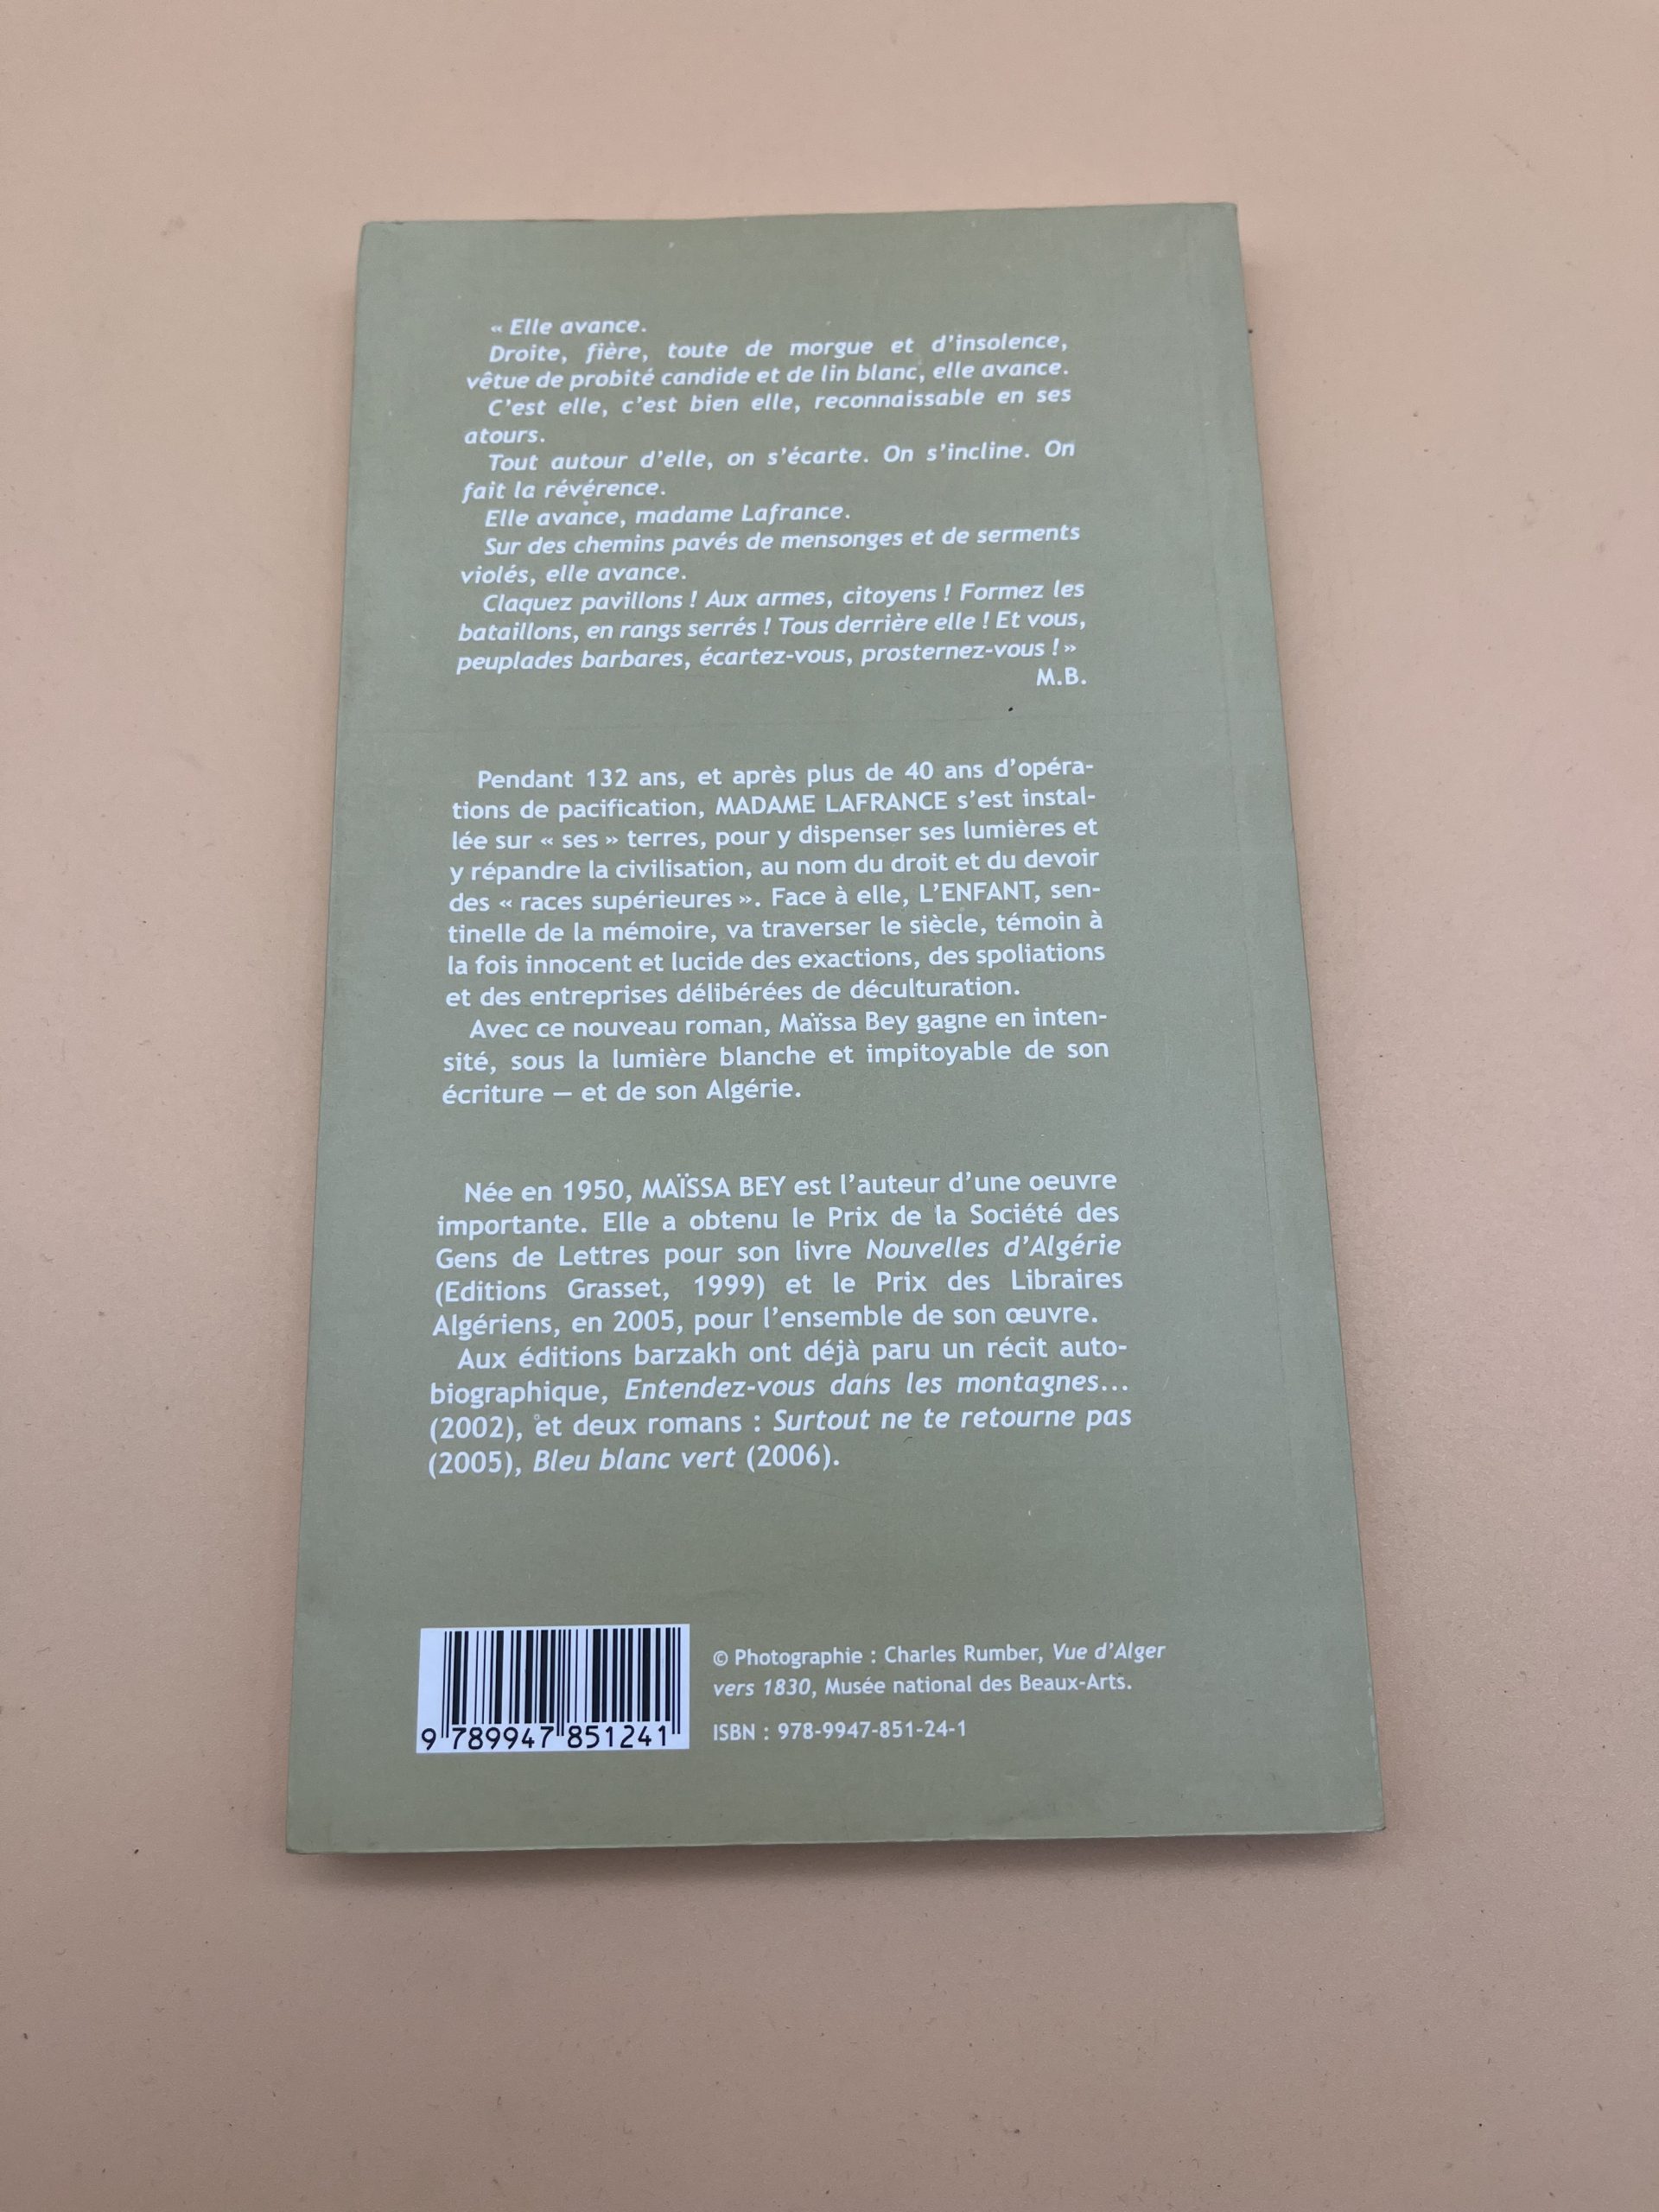 « Elle avance.
Droite, fière, toute de morgue et d'insolence,
vêtue de probité candide et de lin blanc, elle avance.
C'est elle, c'est bien elle, reconnaissable en ses
atours.
Tout autour d'elle, on s'écarte. On s'incline. On
fait la révérence.
Elle avance, madame Lafrance.
Sur des chemins pavés de mensonges et de serments
violés, elle avance.
Claquez pavillons ! Aux armes, citoyens ! Formez les
bataillons, en rangs serrés ! Tous derrière elle ! Et vous,
peuplades barbares, écartez-vous, prosternez-vous ! »
M.B.
Pendant 132 ans, et après plus de 40 ans d'opéra-
tions de pacification, MADAME LAFRANCE s'est instal-
lée sur « ses » terres, pour y dispenser ses lumières et
y répandre la civilisation, au nom du droit et du devoir
des « races supérieures ». Face à elle, L'ENFANT, sen-
tinelle de la mémoire, va traverser le siècle, témoin à
la fois innocent et lucide des exactions, des spoliations
et des entreprises délibérées de déculturation.
Avec ce nouveau roman, Maïssa Bey gagne en inten-
sité, sous la lumière blanche et impitoyable de son
écriture — et de son Algérie.
Née en 1950, MAÏSSA BEY est l'auteur d'une oeuvre
importante. Elle a obtenu le Prix de la Société des
Gens de Lettres pour son livre Nouvelles d'Algérie
(Editions Grasset, 1999) et le Prix des Libraires
Algériens, en 2005, pour l'ensemble de son œuvre.
Aux éditions barzakh ont déjà paru un récit auto-
biographique, Entendez-vous dans les montagnes...
(2002), et deux romans : Surtout ne te retourne pas
(2005), Bleu blanc vert (2006).
© Photographie : Charles Rumber, Vue d'Alger
vers 1830, Musée national des Beaux-Arts.
ISBN : 978-9947-851-24-1
9 789947 851241